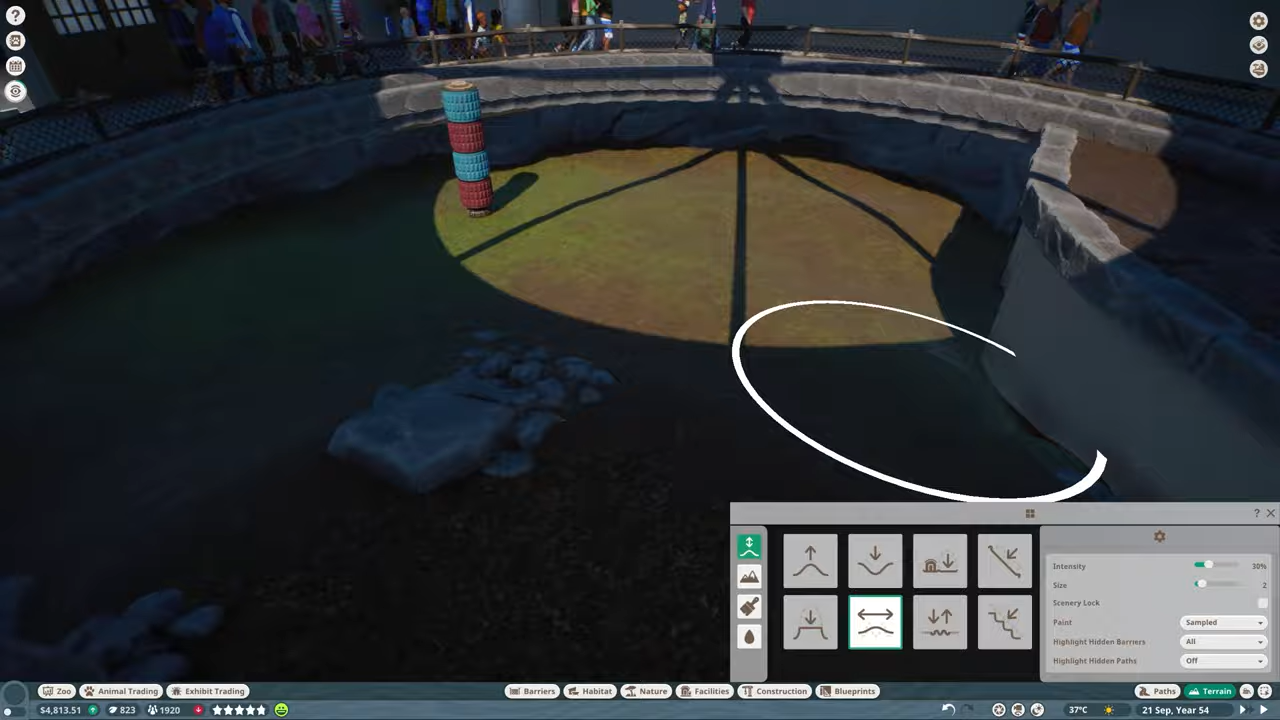 ?
? ×
Intensity 30%
Size 2
Scenery Lock
Paint Sampled
Highlight Hidden Barriers All
Highlight Hidden Paths Off
Zoo Animal Trading Exhibit Trading Barriers Habitat Nature Facilities Construction Blueprints Paths Terrain
$4,813.51 823 1920 37°C 21 Sep, Year 54